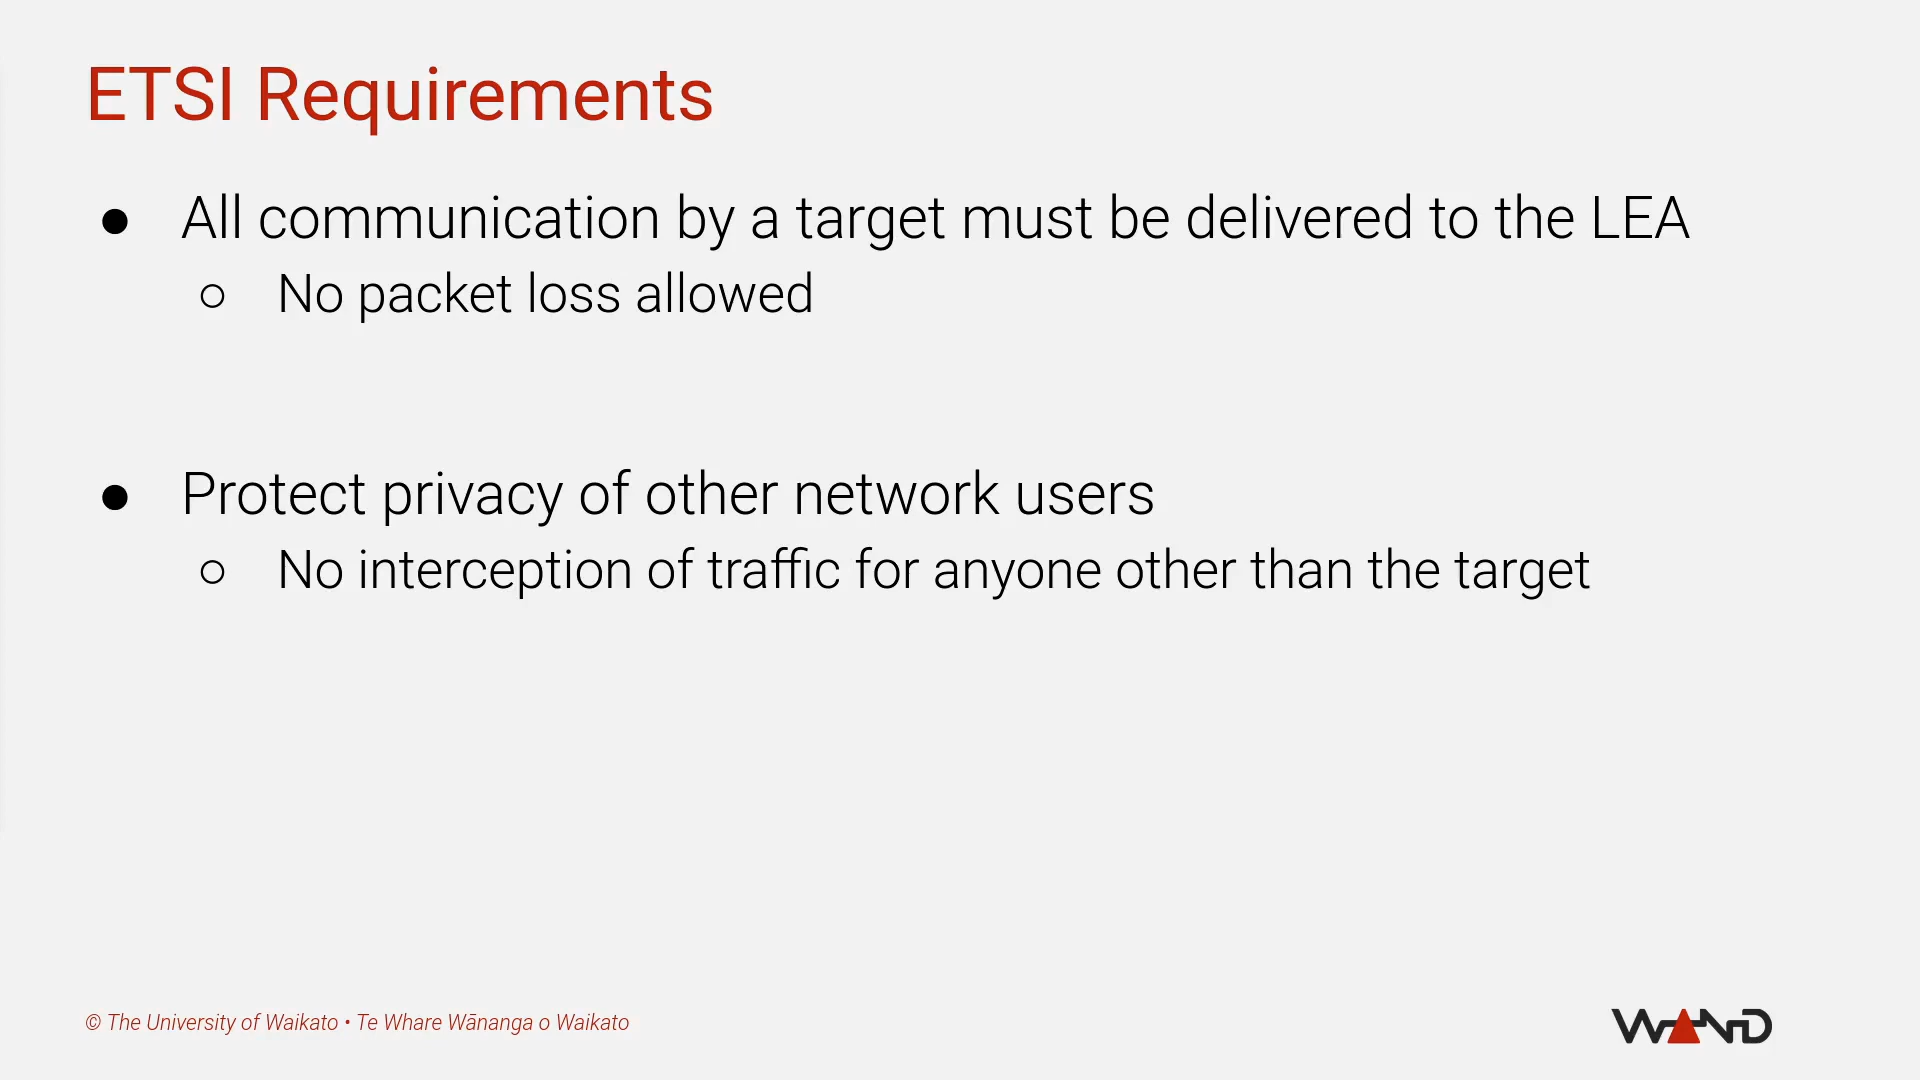 ETSI Requirements
● All communication by a target must be delivered to the LEA
○ No packet loss allowed
● Protect privacy of other network users
○ No interception of traffic for anyone other than the target
© The University of Waikato • Te Whare Wānanga o Waikato
WAND